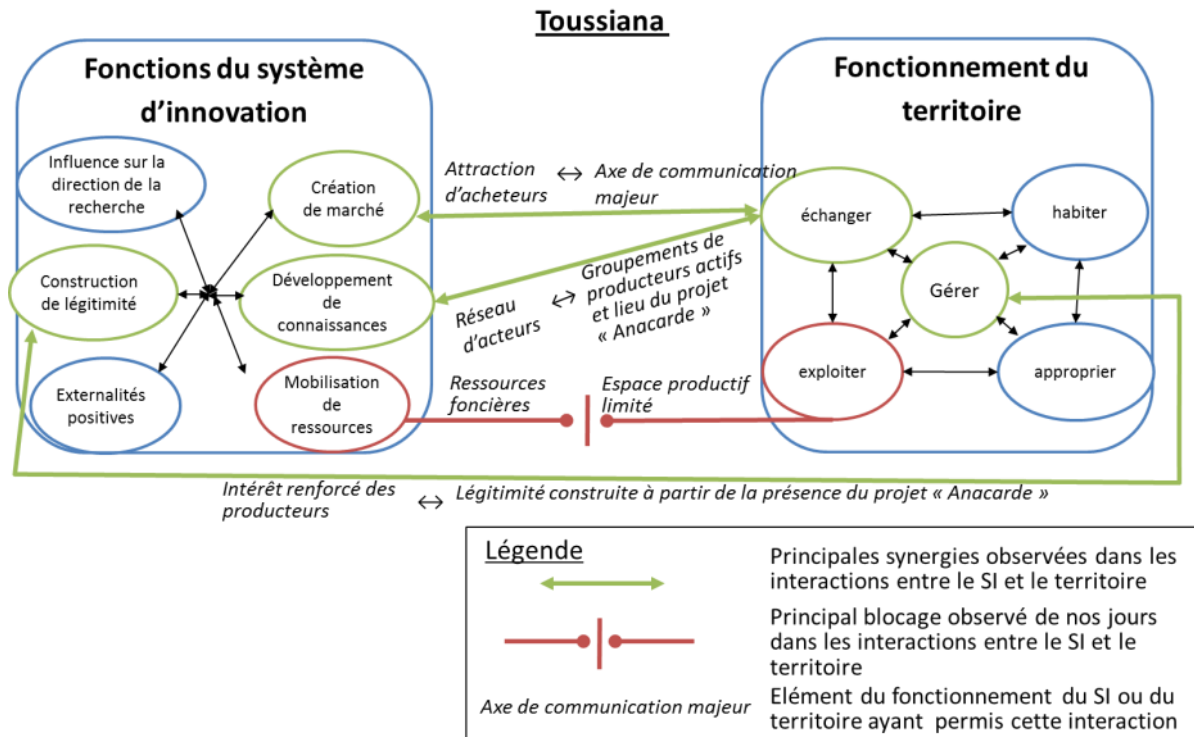 Toussiana
Fonctions du système
d’innovation
Influence sur la
direction de la
recherche
Création
de marché
Construction
de légitimité
Développement
de
connaissances
Externalités
positives
Mobilisation
de
ressources
Attraction
d’acheteurs
↔
Axe de communication
majeur
Réseau
d’acteurs
↔
Groupements de
producteurs actifs
et lieu du projet
« Anacarde »
Ressources
foncières
Espace productif
limité
Fonctionnement du
territoire
échanger
habiter
Gérer
exploiter
approprier
Intérêt renforcé des
producteurs
↔
Légitimité construite à partir de la présence du projet « Anacarde »
Légende
Principales synergies observées dans les
interactions entre le SI et le territoire
Principal blocage observé de nos jours
dans les interactions entre le SI et le
territoire
Axe de communication majeur
Elément du fonctionnement du SI ou du
territoire ayant permis cette interaction